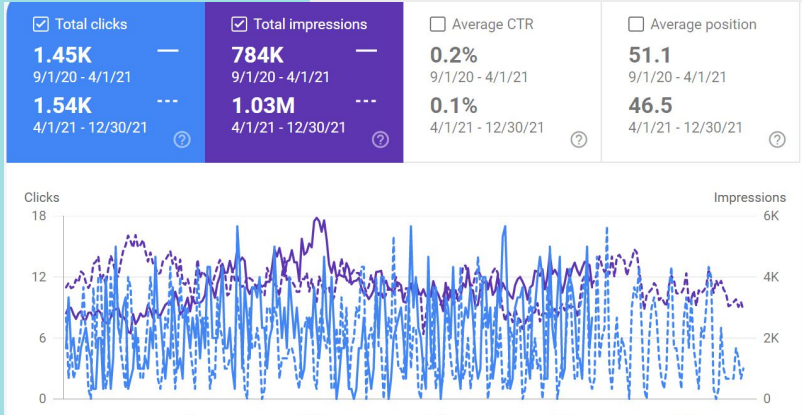 Total clicks
1.45K
9/1/20 - 4/1/21
1.54K
4/1/21 - 12/30/21
Total impressions
784K
9/1/20 - 4/1/21
1.03M
4/1/21 - 12/30/21
Average CTR
0.2%
9/1/20 - 4/1/21
0.1%
4/1/21 - 12/30/21
Average position
51.1
9/1/20 - 4/1/21
46.5
4/1/21 - 12/30/21
Clicks
Impressions
18
6K
12
4K
6
2K
0
0